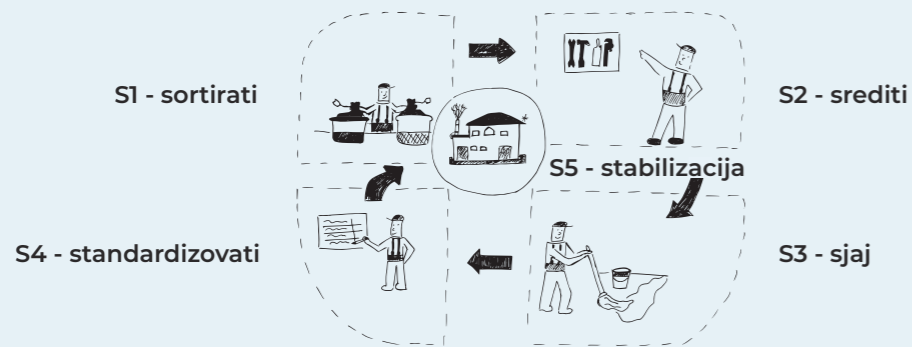 S1 - sortirati
S2 - srediti
S5 - stabilizacija
S4 - standardizovati
S3 - sjaj